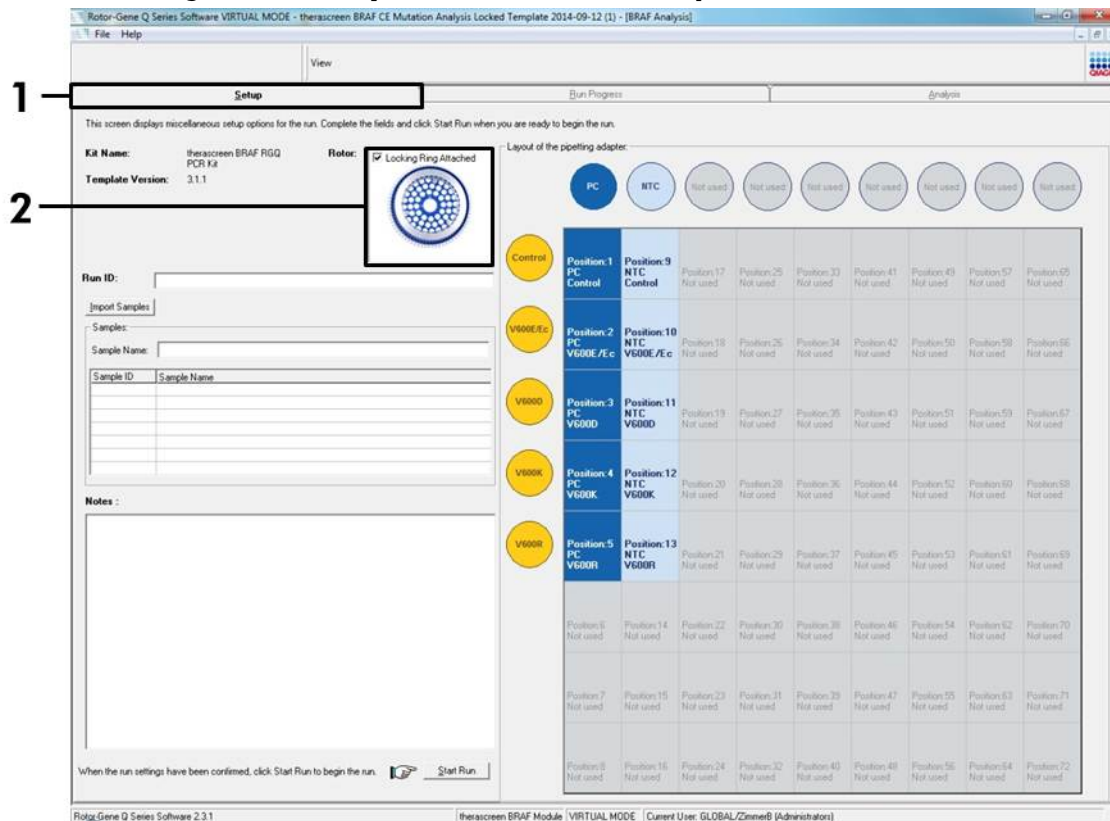 Rotor-Gene Q Series Software VIRTUAL MODE - therascreen BRAF CE Mutation Analysis Locked Template 2014-09-12 (1) - [BRAF Analysis]
File Help
View
QIAG
1
Setup
Run Progress
Analysis
This screen displays miscellaneous setup options for the run. Complete the fields and click Start Run when you are ready to begin the run.
Kit Name: therascreen BRAF RGQ PCR Kit
Template Version: 3.1.1
Rotor:
Locking Ring Attached
2
Run ID:
Import Samples
Samples:
Sample Name:
Sample ID Sample Name
Notes :
When the run settings have been confirmed, click Start Run to begin the run.
Start Run
Layout of the pipetting adapter:
PC NTC Not used Not used Not used Not used Not used Not used Not used
Control
Position:1 Position:9 Position:17 Position:25 Position:33 Position:41 Position:49 Position:57 Position:65
PC NTC Not used Not used Not used Not used Not used Not used Not used
Control Control
V600E/Ec
Position:2 Position:10 Position:18 Position:26 Position:34 Position:42 Position:50 Position:58 Position:66
PC NTC Not used Not used Not used Not used Not used Not used Not used
V600E/Ec V600E/Ec
V600D
Position:3 Position:11 Position:19 Position:27 Position:35 Position:43 Position:51 Position:59 Position:67
PC NTC Not used Not used Not used Not used Not used Not used Not used
V600D V600D
V600K
Position:4 Position:12 Position:20 Position:28 Position:36 Position:44 Position:52 Position:60 Position:68
PC NTC Not used Not used Not used Not used Not used Not used Not used
V600K V600K
V600R
Position:5 Position:13 Position:21 Position:29 Position:37 Position:45 Position:53 Position:61 Position:69
PC NTC Not used Not used Not used Not used Not used Not used Not used
V600R V600R
Position:6 Position:14 Position:22 Position:30 Position:38 Position:46 Position:54 Position:62 Position:70
Not used Not used Not used Not used Not used Not used Not used Not used Not used
Position:7 Position:15 Position:23 Position:31 Position:39 Position:47 Position:55 Position:63 Position:71
Not used Not used Not used Not used Not used Not used Not used Not used Not used
Position:8 Position:16 Position:24 Position:32 Position:40 Position:48 Position:56 Position:64 Position:72
Not used Not used Not used Not used Not used Not used Not used Not used Not used
Rotor-Gene Q Series Software 2.3.1
therascreen BRAF Module VIRTUAL MODE Current User: GLOBAL/ZimmerB (Administrators)